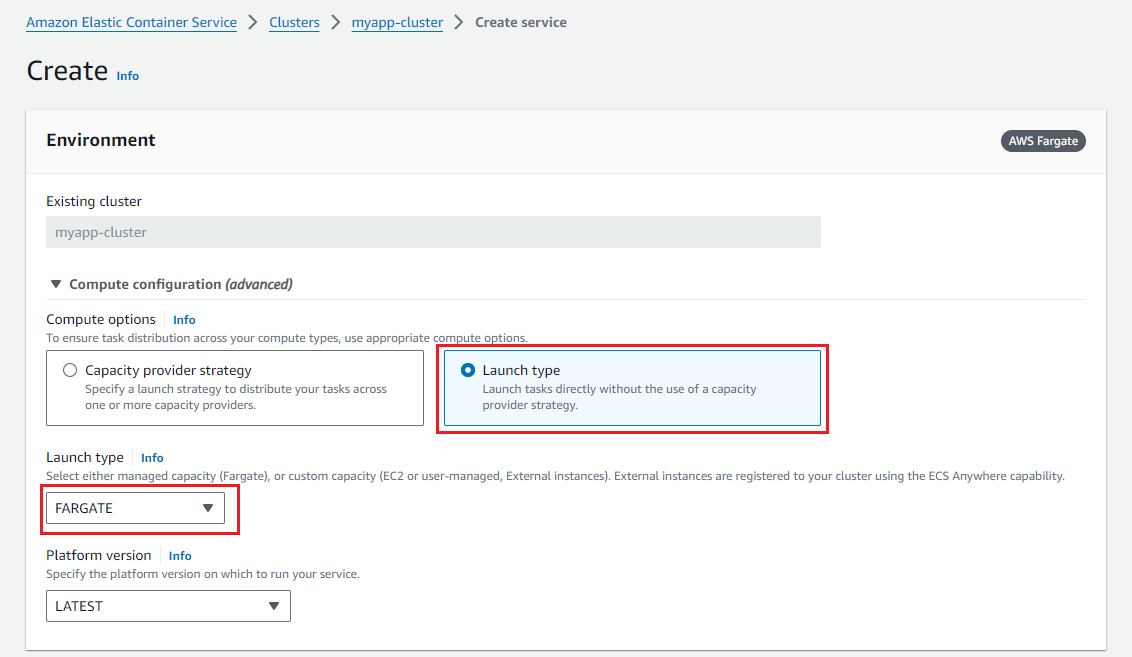 Amazon Elastic Container Service > Clusters > myapp-cluster > Create service
Create Info
Environment
AWS Fargate
Existing cluster
myapp-cluster
Compute configuration (advanced)
Compute options Info
To ensure task distribution across your compute types, use appropriate compute options.
Capacity provider strategy
Specify a launch strategy to distribute your tasks across
one or more capacity providers.
Launch type
Launch tasks directly without the use of a capacity
provider strategy.
Launch type Info
Select either managed capacity (Fargate), or custom capacity (EC2 or user-managed, External instances). External instances are registered to your cluster using the ECS Anywhere capability.
FARGATE
Platform version Info
Specify the platform version on which to run your service.
LATEST